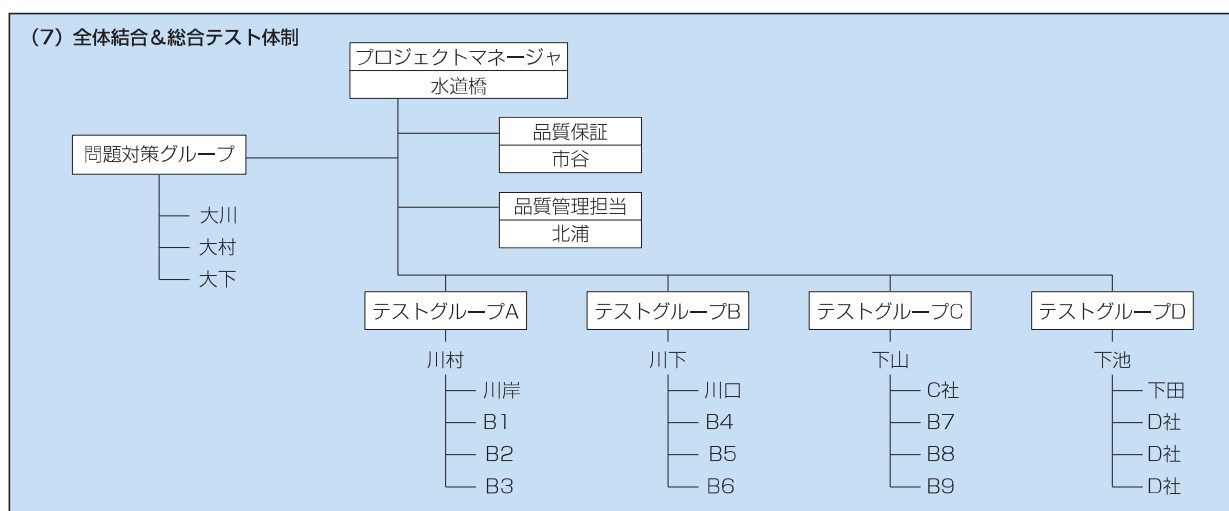 （7）全体結合＆総合テスト体制
プロジェクトマネージャ
水道橋
品質保証
市谷
問題対策グループ
品質管理担当
北浦
大川
大村
大下
テストグループA
テストグループB
テストグループC
テストグループD
川村
川下
下山
下池
川岸
川口
C社
下田
B1
B4
B7
D社
B2
B5
B8
D社
B3
B6
B9
D社